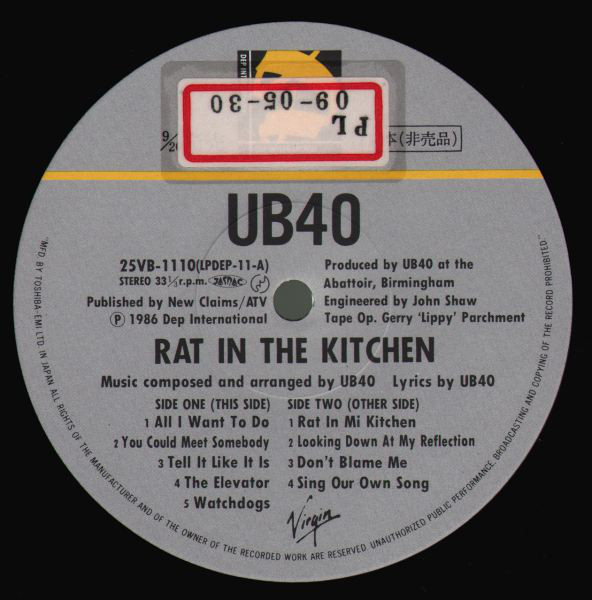 DEP INT
PL
09-05-30
9/26
本(非売品)
UB40
25VB-1110(LPDEP-11-A)
STEREO 33⅓r.p.m. JASRAC
Published by New Claims/ATV
Ⓟ 1986 Dep International
Produced by UB40 at the
Abattoir, Birmingham
Engineered by John Shaw
Tape Op. Gerry ‘Lippy’ Parchment
RAT IN THE KITCHEN
Music composed and arranged by UB40 Lyrics by UB40
SIDE ONE (THIS SIDE)
1 All I Want To Do
2 You Could Meet Somebody
3 Tell It Like It Is
4 The Elevator
5 Watchdogs
SIDE TWO (OTHER SIDE)
1 Rat In Mi Kitchen
2 Looking Down At My Reflection
3 Don't Blame Me
4 Sing Our Own Song
Virgin
"MFD. BY TOSHIBA-EMI LTD. IN JAPAN ALL RIGHTS OF THE MANUFACTURER AND OF THE OWNER OF THE RECORDED WORK ARE RESERVED. UNAUTHORIZED PUBLIC PERFORMANCE, BROADCASTING AND COPYING OF THE RECORD PROHIBITED."